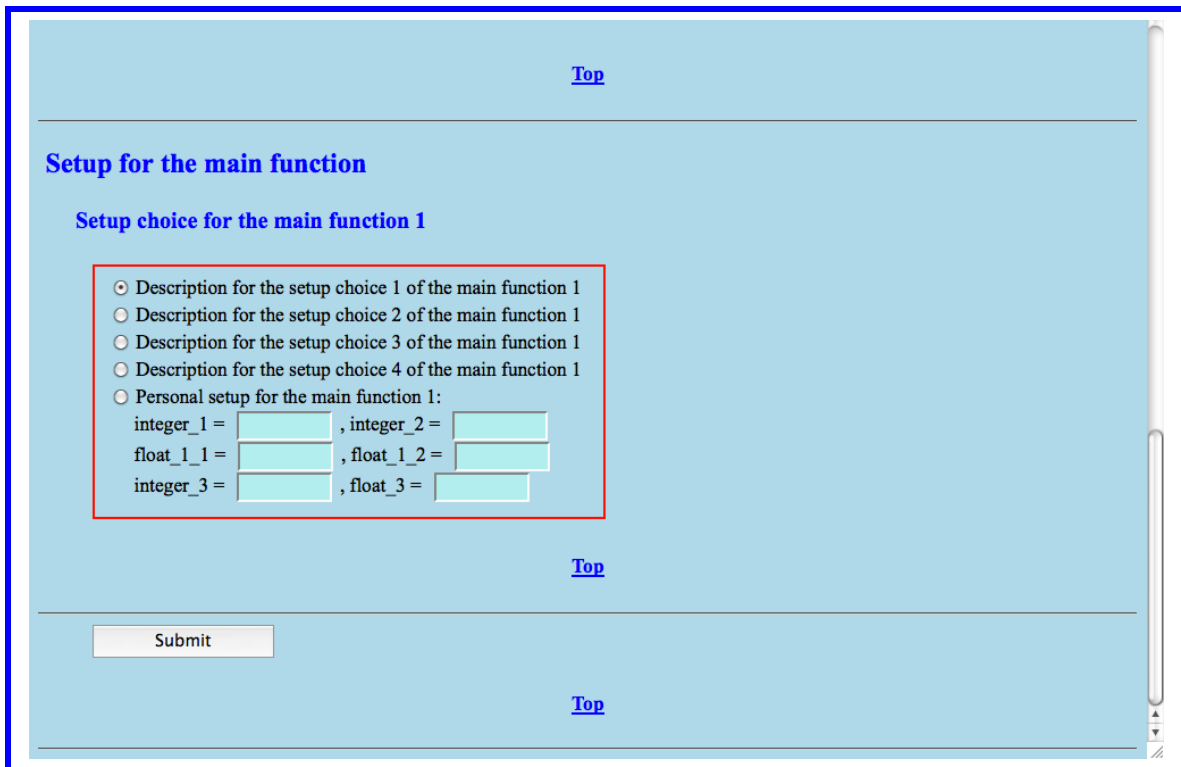 Top
Setup for the main function
Setup choice for the main function 1
Description for the setup choice 1 of the main function 1
Description for the setup choice 2 of the main function 1
Description for the setup choice 3 of the main function 1
Description for the setup choice 4 of the main function 1
Personal setup for the main function 1:
integer_1 = , integer_2 =
float_1_1 = , float_1_2 =
integer_3 = , float_3 =
Top
Submit
Top